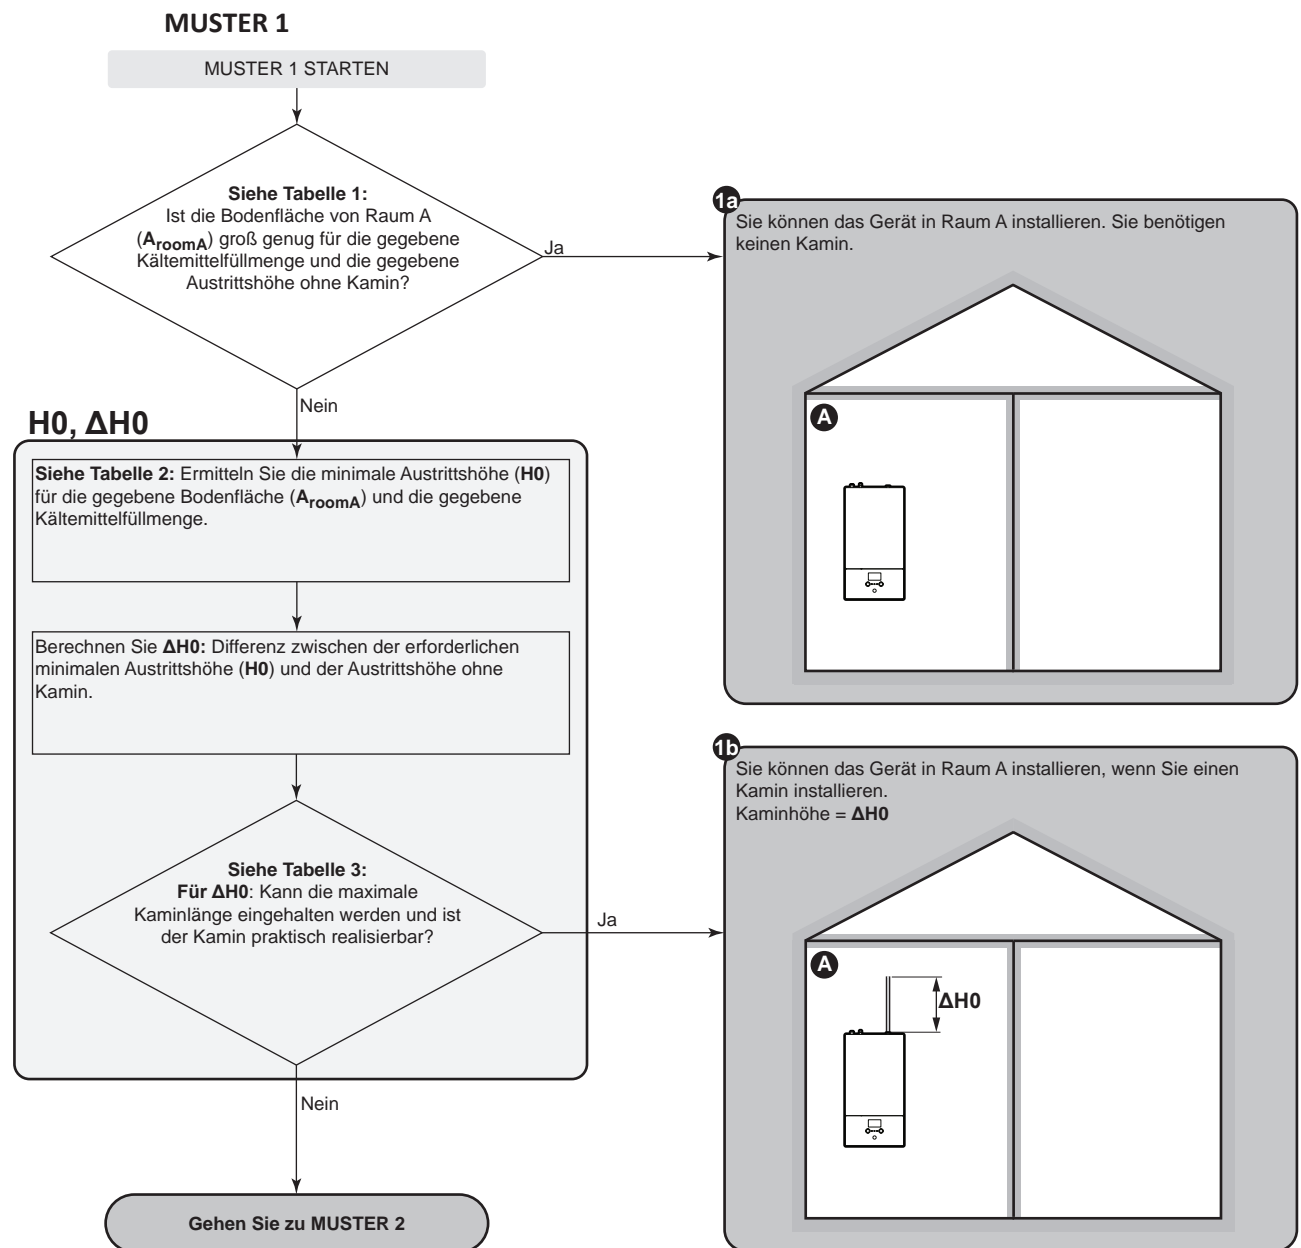 MUSTER 1
MUSTER 1 STARTEN
Siehe Tabelle 1:
Ist die Bodenfläche von Raum A
(AroomA) groß genug für die gegebene
Kältemittelfüllmenge und die gegebene
Austrittshöhe ohne Kamin?
Ja
1a
Sie können das Gerät in Raum A installieren. Sie benötigen
keinen Kamin.
A
Nein
H0, ΔH0
Siehe Tabelle 2: Ermitteln Sie die minimale Austrittshöhe (H0)
für die gegebene Bodenfläche (AroomA) und die gegebene
Kältemittelfüllmenge.
Berechnen Sie ΔH0: Differenz zwischen der erforderlichen
minimalen Austrittshöhe (H0) und der Austrittshöhe ohne
Kamin.
Siehe Tabelle 3:
Für ΔH0: Kann die maximale
Kaminlänge eingehalten werden und ist
der Kamin praktisch realisierbar?
Ja
1b
Sie können das Gerät in Raum A installieren, wenn Sie einen
Kamin installieren.
Kaminhöhe = ΔH0
A
ΔH0
Nein
Gehen Sie zu MUSTER 2